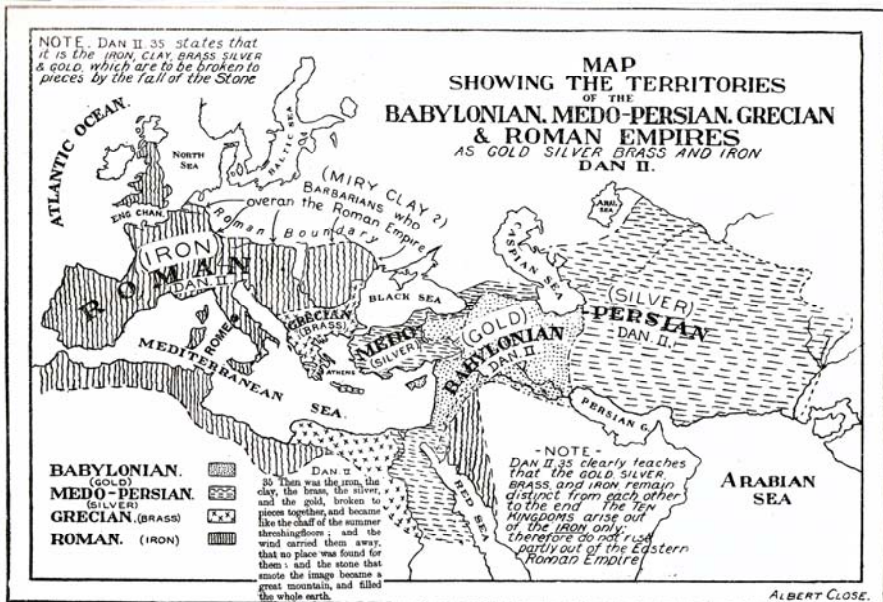 NOTE. DAN II. 35 states that
it is the IRON, CLAY, BRASS SILVER
& GOLD, which are to be broken to
pieces by the fall of the Stone
MAP
SHOWING THE TERRITORIES
OF THE
BABYLONIAN, MEDO-PERSIAN, GRECIAN
& ROMAN EMPIRES
AS GOLD SILVER BRASS AND IRON
DAN II.
ATLANTIC OCEAN.
NORTH
SEA
BALTIC SEA
ENG CHAN.
(MIRY CLAY?)
BARBARIANS who
overan the Roman Empire
Roman Boundary
(IRON)
ROMAN
DAN. II
ARAL
SEA
CASPIAN SEA
BLACK SEA
GRECIAN
(BRASS)
ATHENS
ROME
MEDO
(SILVER)
(GOLD)
BABYLONIAN
DAN. II
(SILVER)
-PERSIAN
DAN. II.
MEDITERRANEAN
SEA.
PERSIAN G.
RED SEA
ARABIAN
SEA
BABYLONIAN.
(GOLD)
MEDO-PERSIAN.
(SILVER)
GRECIAN. (BRASS)
ROMAN. (IRON)
DAN. II
35 Then was the iron, the
clay, the brass, the silver,
and the gold, broken to
pieces together, and became
like the chaff of the summer
threshingfloors; and the
wind carried them away,
that no place was found for
them: and the stone that
smote the image became a
great mountain, and filled
the whole earth.
-NOTE-
DAN II. 35 clearly teaches
that the GOLD, SILVER,
BRASS, and IRON remain
distinct from each other
to the end THE TEN
KINGDOMS ARISE OUT
OF THE IRON only;
therefore do not rise
partly out of the Eastern
Roman Empire
ALBERT CLOSE.